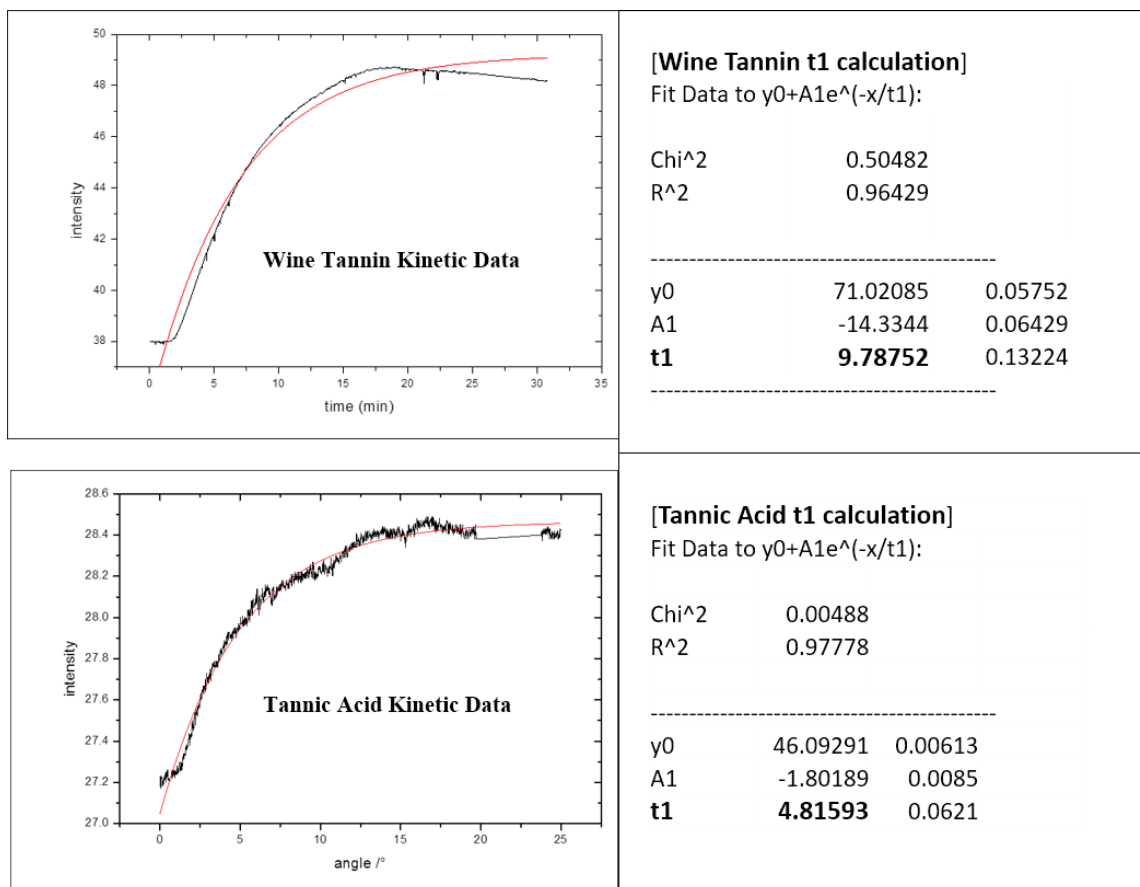 50
48
46
44
42
40
38
intensity
0 5 10 15 20 25 30 35
time (min)
Wine Tannin Kinetic Data
[Wine Tannin t1 calculation]
Fit Data to y0+A1e^(-x/t1):
Chi^2 0.50482
R^2 0.96429
----------------------------------------------
y0 71.02085 0.05752
A1 -14.3344 0.06429
t1 9.78752 0.13224
----------------------------------------------
28.6
28.4
28.2
28.0
27.8
27.6
27.4
27.2
27.0
intensity
0 5 10 15 20 25
angle /°
Tannic Acid Kinetic Data
[Tannic Acid t1 calculation]
Fit Data to y0+A1e^(-x/t1):
Chi^2 0.00488
R^2 0.97778
----------------------------------------------
y0 46.09291 0.00613
A1 -1.80189 0.0085
t1 4.81593 0.0621